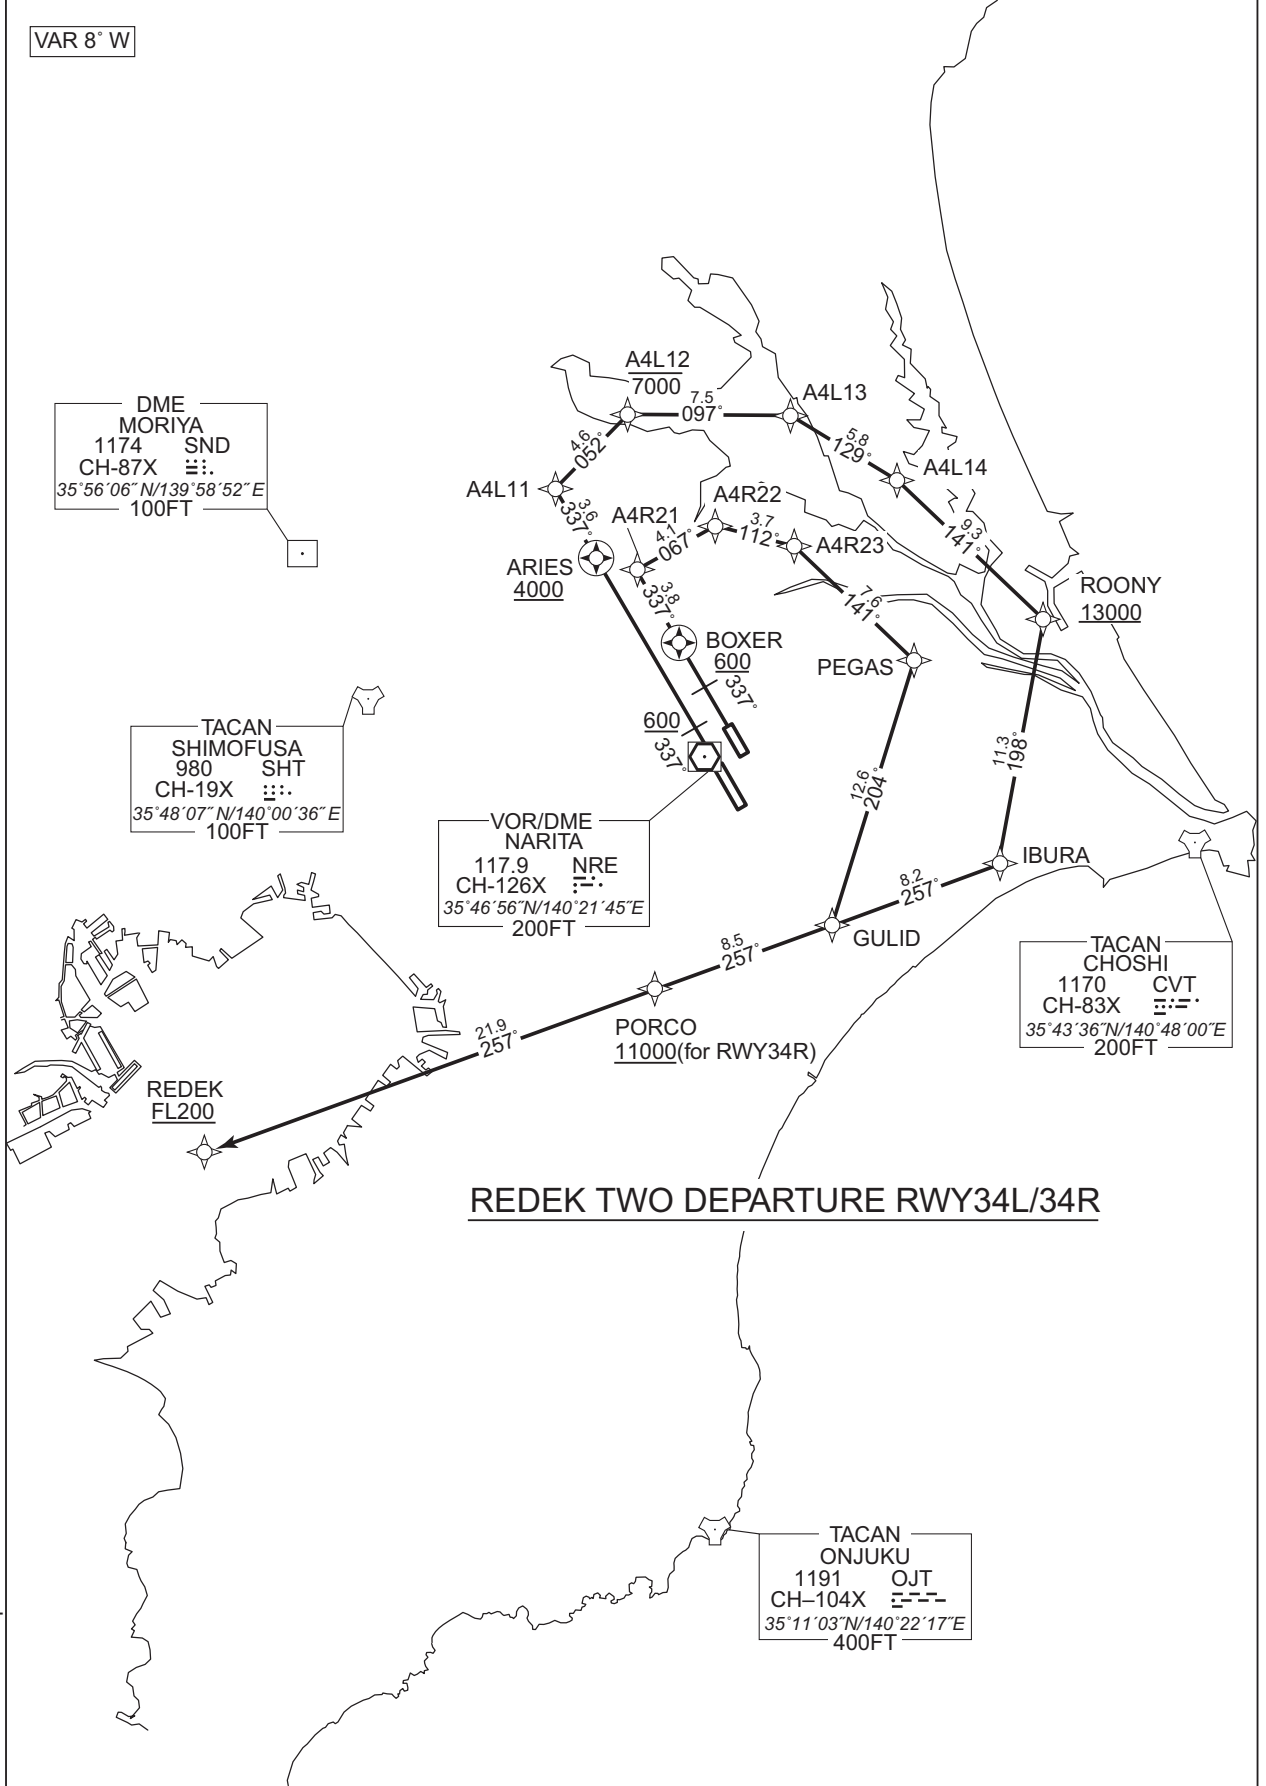 VAR 8° W
A4L12
7000
7.5
097°
A4L13
5.8
129°
A4L14
4.6
052°
A4L11
3.6
337°
ARIES
4000
A4R21
4.1
067°
A4R22
3.7
112°
A4R23
3.8
337°
BOXER
600
337°
600
337°
7.6
141°
PEGAS
9.3
141°
ROONY
13000
11.3
198°
12.6
204°
IBURA
8.2
257°
GULID
8.5
257°
PORCO
11000(for RWY34R)
21.9
257°
REDEK
FL200
DME
MORIYA
1174 SND
CH-87X
35°56′06″N/139°58′52″E
100FT
TACAN
SHIMOFUSA
980 SHT
CH-19X
35°48′07″N/140°00′36″E
100FT
VOR/DME
NARITA
117.9 NRE
CH-126X
35°46′56″N/140°21′45″E
200FT
TACAN
CHOSHI
1170 CVT
CH-83X
35°43′36″N/140°48′00″E
200FT
REDEK TWO DEPARTURE RWY34L/34R
TACAN
ONJUKU
1191 OJT
CH–104X
35°11′03″N/140°22′17″E
400FT